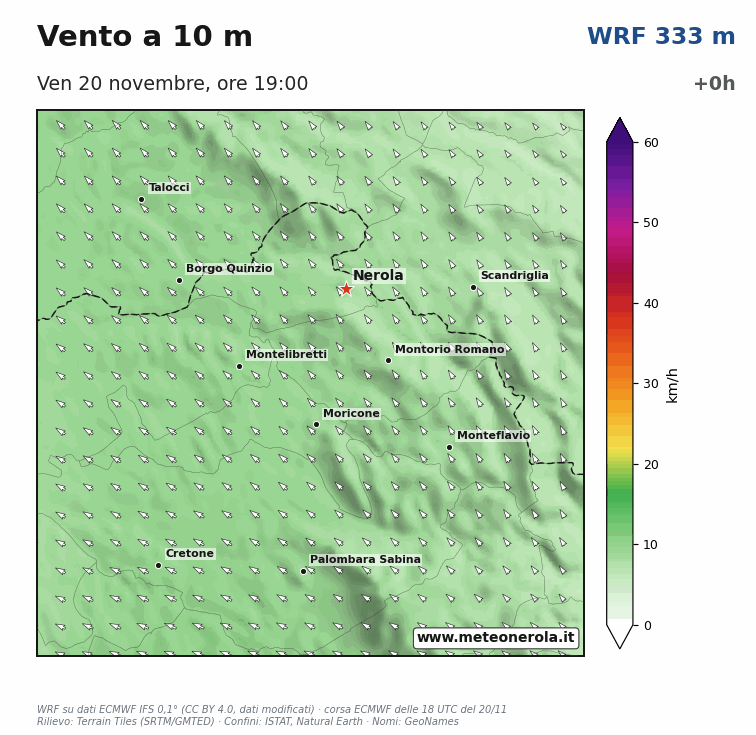 Vento a 10 m
WRF 333 m
Ven 20 novembre, ore 19:00
+0h
Talocci
Borgo Quinzio
Nerola
Scandriglia
Montelibretti
Montorio Romano
Moricone
Monteflavio
Cretone
Palombara Sabina
www.meteonerola.it
60
50
40
30
20
10
0
km/h
WRF su dati ECMWF IFS 0,1° (CC BY 4.0, dati modificati) · corsa ECMWF delle 18 UTC del 20/11
Rilievo: Terrain Tiles (SRTM/GMTED) · Confini: ISTAT, Natural Earth · Nomi: GeoNames